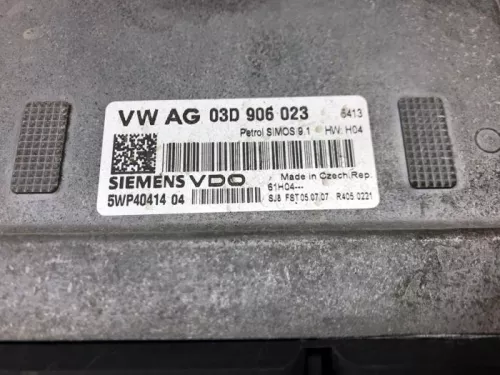 VW AG 03D 906 023 6413
Petrol SIMOS 9.1 HW: H04
SIEMENS VDO Made in Czech Rep.
61H04---
5WP40414 04 SJ8 FST 05.07.07 R405 0221